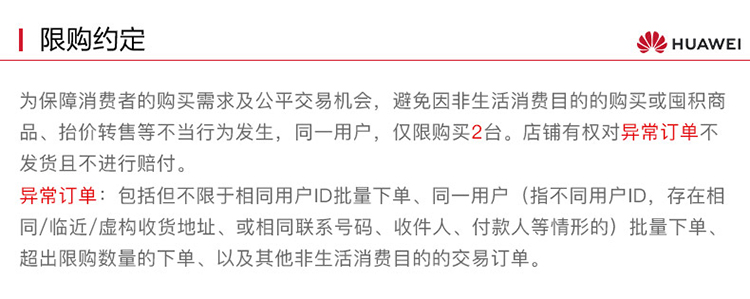 限购约定
HUAWEI
为保障消费者的购买需求及公平交易机会，避免因非生活消费目的的购买或囤积商
品、抬价转售等不当行为发生，同一用户，仅限购买2台。店铺有权对异常订单不
发货且不进行赔付。
异常订单：包括但不限于相同用户ID批量下单、同一用户（指不同用户ID，存在相
同/临近/虚构收货地址、或相同联系号码、收件人、付款人等情形的）批量下单、
超出限购数量的下单、以及其他非生活消费目的的交易订单。